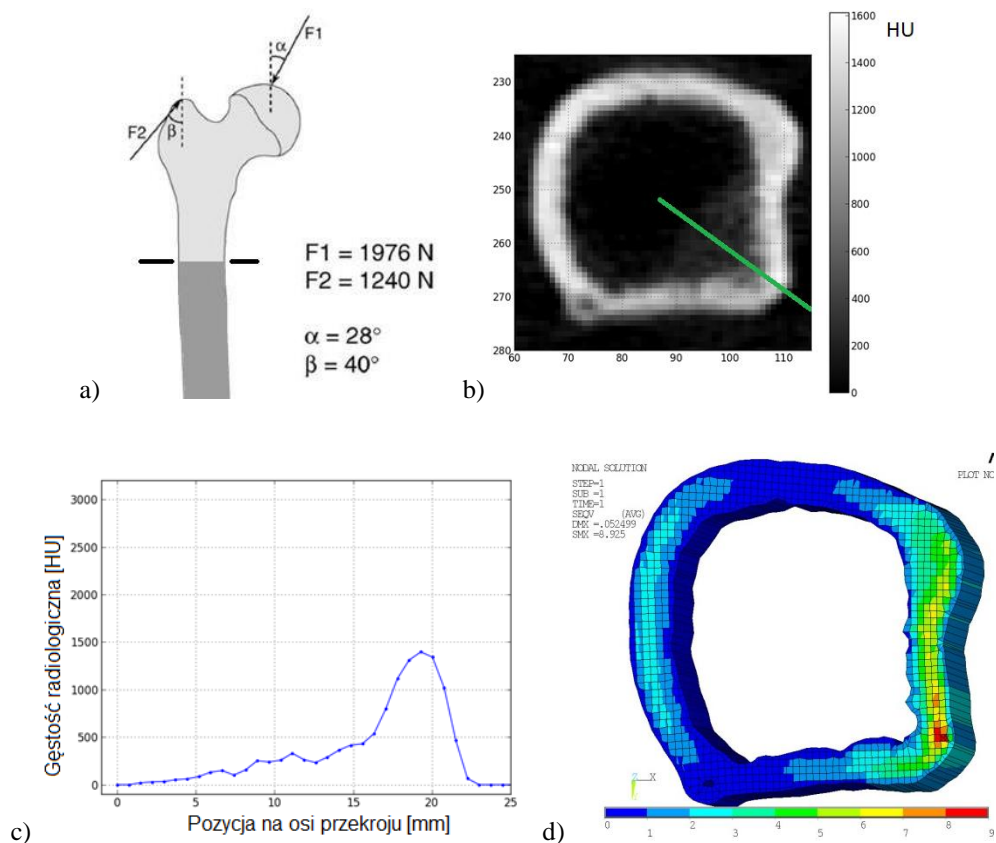 F1
α
F2
β
F1 = 1976 N
F2 = 1240 N
α = 28°
β = 40°
a)
HU
1600
1400
1200
1000
800
600
400
200
0
230
240
250
260
270
280
60 70 80 90 100 110
b)
Gęstość radiologiczna [HU]
3000
2500
2000
1500
1000
500
0
0 5 10 15 20 25
Pozycja na osi przekroju [mm]
c)
NODAL SOLUTION
STEP=1
SUB =1
TIME=1
SEQV (AVG)
DMX =.052499
SMX =8.925
PLOT NO
Z X
0 1 2 3 4 5 6 7 8 9
d)